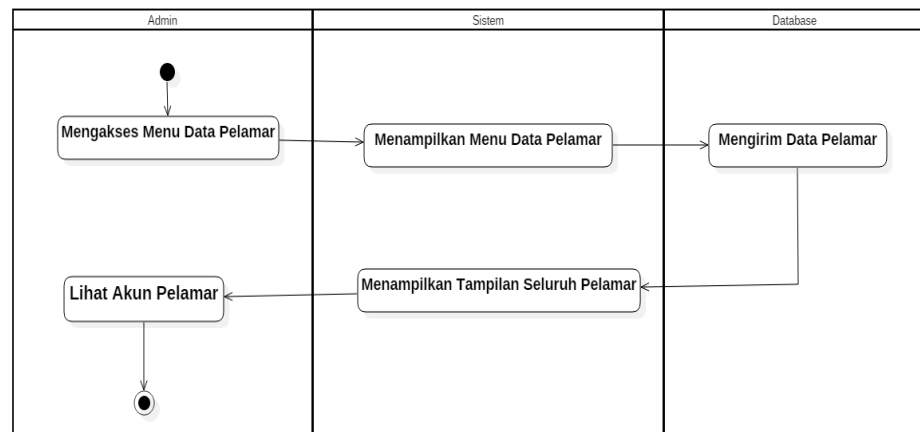 Admin
Sistem
Database
Mengakses Menu Data Pelamar
Menampilkan Menu Data Pelamar
Mengirim Data Pelamar
Menampilkan Tampilan Seluruh Pelamar
Lihat Akun Pelamar